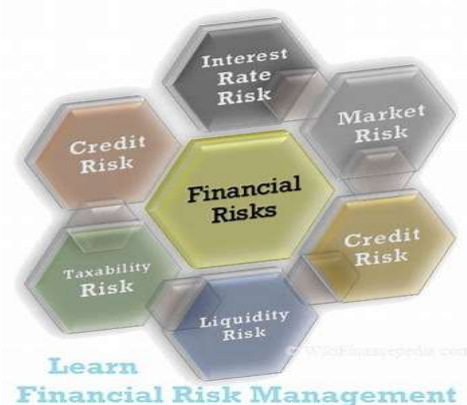 Interest
Rate
Risk
Market
Risk
Credit
Risk
Financial
Risks
Credit
Risk
Taxability
Risk
Liquidity
Risk
Learn
Financial Risk Management